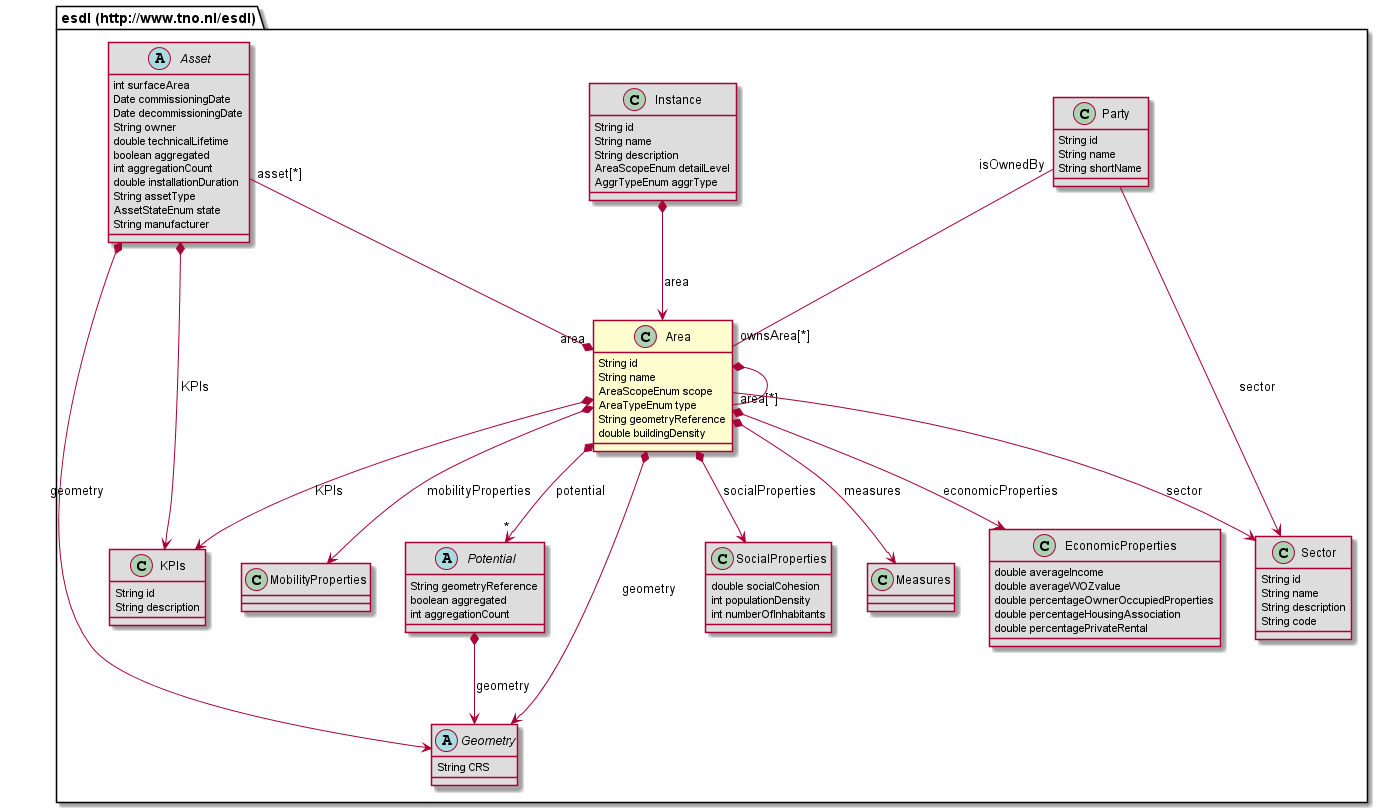 esdl (http://www.tno.nl/esdl)
A Asset
int surfaceArea
Date commissioningDate
Date decommissioningDate
String owner
double technicalLifetime
boolean aggregated
int aggregationCount
double installationDuration
String assetType
AssetStateEnum state
String manufacturer
C Instance
String id
name
String name
String description
AreaScopeEnum detailLevel
AggrTypeEnum aggrType
C Party
String id
String name
String shortName
asset[*]
isOwnedBy
area
area
ownsArea[*]
C Area
String id
String name
AreaScopeEnum scope
AreaTypeEnum type
String geometryReference
double buildingDensity
area[*]
KPIs
sector
geometry
KPIs
mobilityProperties
potential
*
socialProperties
measures
economicProperties
sector
C KPIs
String id
String description
C MobilityProperties
A Potential
String geometryReference
boolean aggregated
int aggregationCount
geometry
C SocialProperties
double socialCohesion
int populationDensity
int numberOfInhabitants
C Measures
C EconomicProperties
double averageIncome
double averageWOZvalue
double percentageOwnerOccupiedProperties
double percentageHousingAssociation
double percentagePrivateRental
C Sector
String id
String name
String description
String code
geometry
A Geometry
String CRS